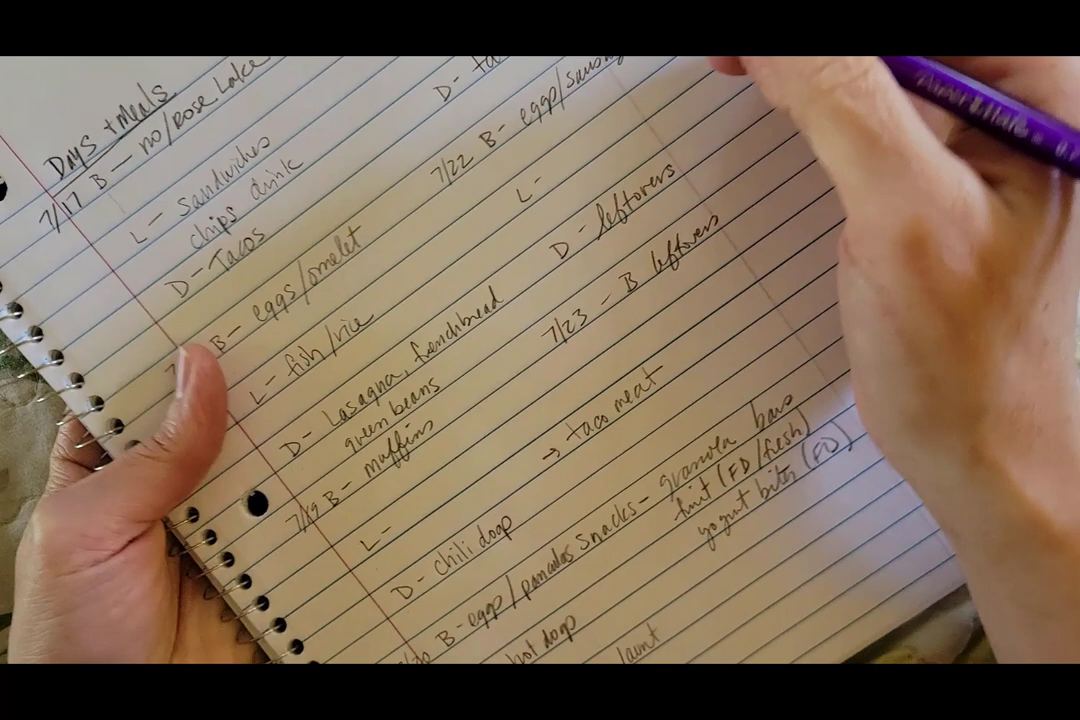 Days + Meals
7/17 B - no/Rose Lake
L - sandwiches
chips drink
D - Tacos
B - eggs/omelet
L - fish/rice
D - Lasagna, frenchbread
green beans
muffins
7/19 B -
L -
D - chili dogs
B - eggs/pancakes
hot dogs
D -
7/22 B - eggs/
L -
D - leftovers
7/23 - B leftovers
→ taco meat
snacks - granola bars
fruit (FD/fresh)
yogurt bites (FD)